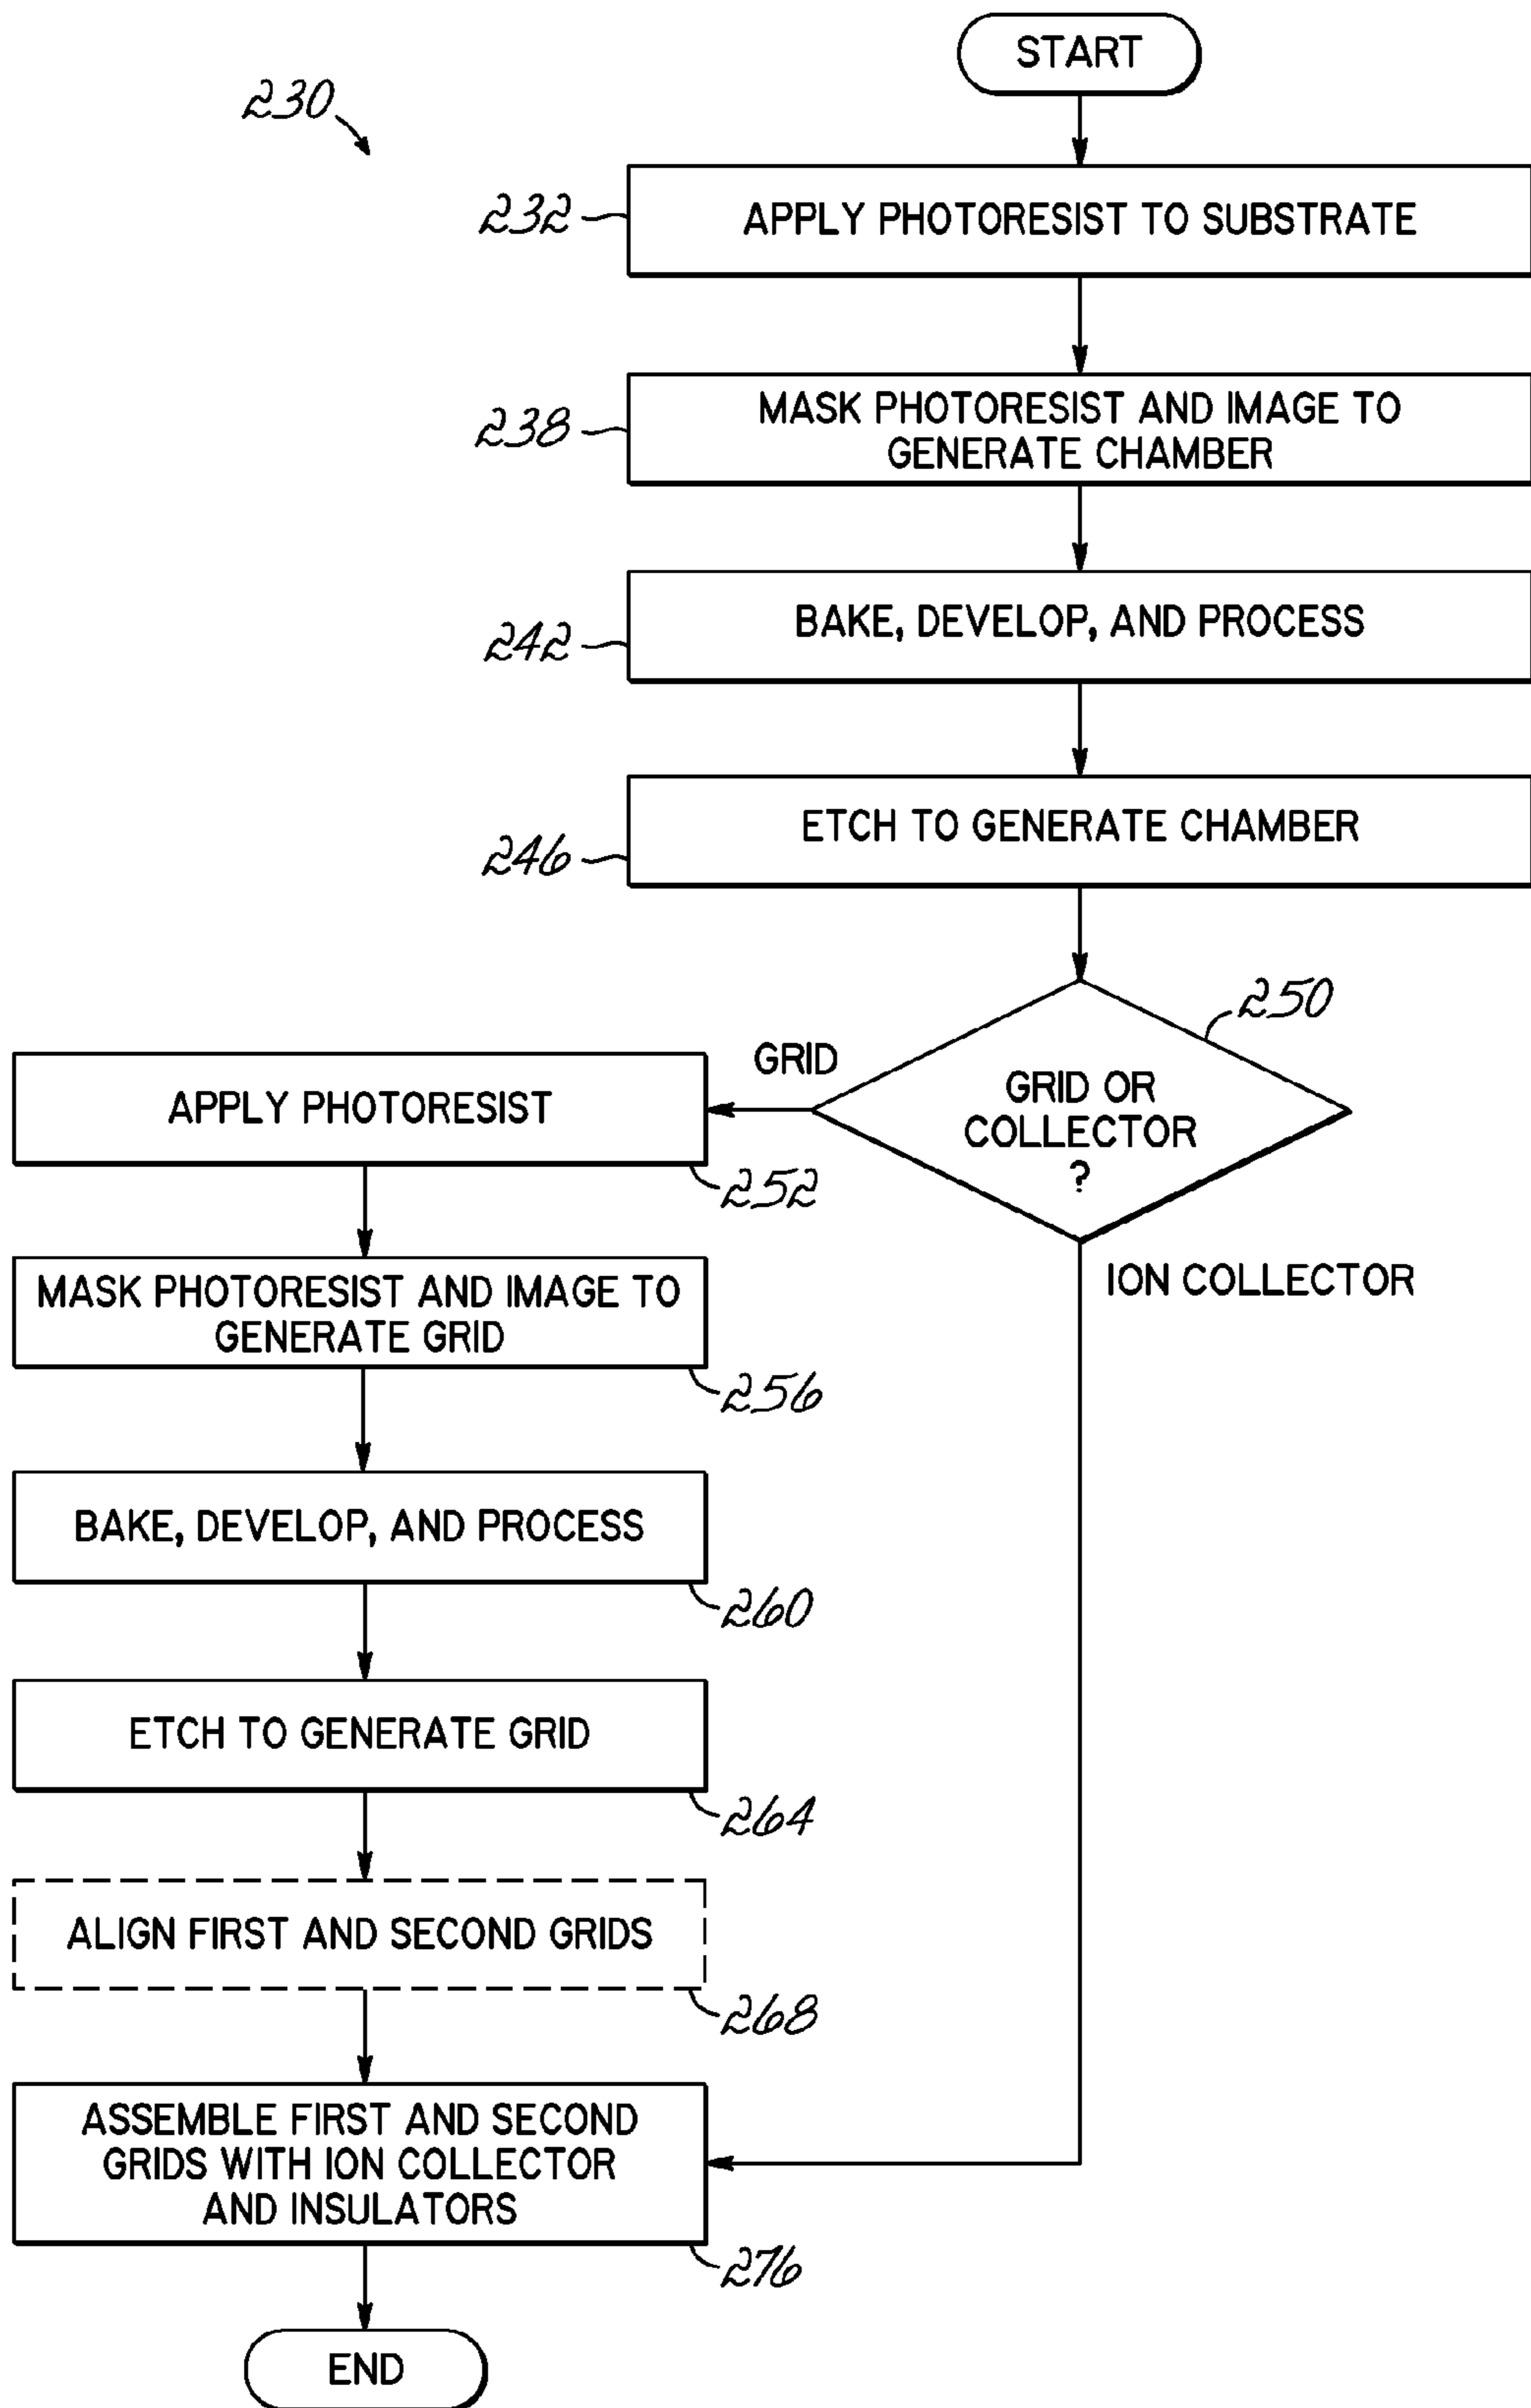 START
230
232
APPLY PHOTORESIST TO SUBSTRATE
238
MASK PHOTORESIST AND IMAGE TO
GENERATE CHAMBER
242
BAKE, DEVELOP, AND PROCESS
246
ETCH TO GENERATE CHAMBER
250
GRID OR
COLLECTOR
?
GRID
ION COLLECTOR
APPLY PHOTORESIST
252
MASK PHOTORESIST AND IMAGE TO
GENERATE GRID
256
BAKE, DEVELOP, AND PROCESS
260
ETCH TO GENERATE GRID
264
ALIGN FIRST AND SECOND GRIDS
268
ASSEMBLE FIRST AND SECOND
GRIDS WITH ION COLLECTOR
AND INSULATORS
276
END